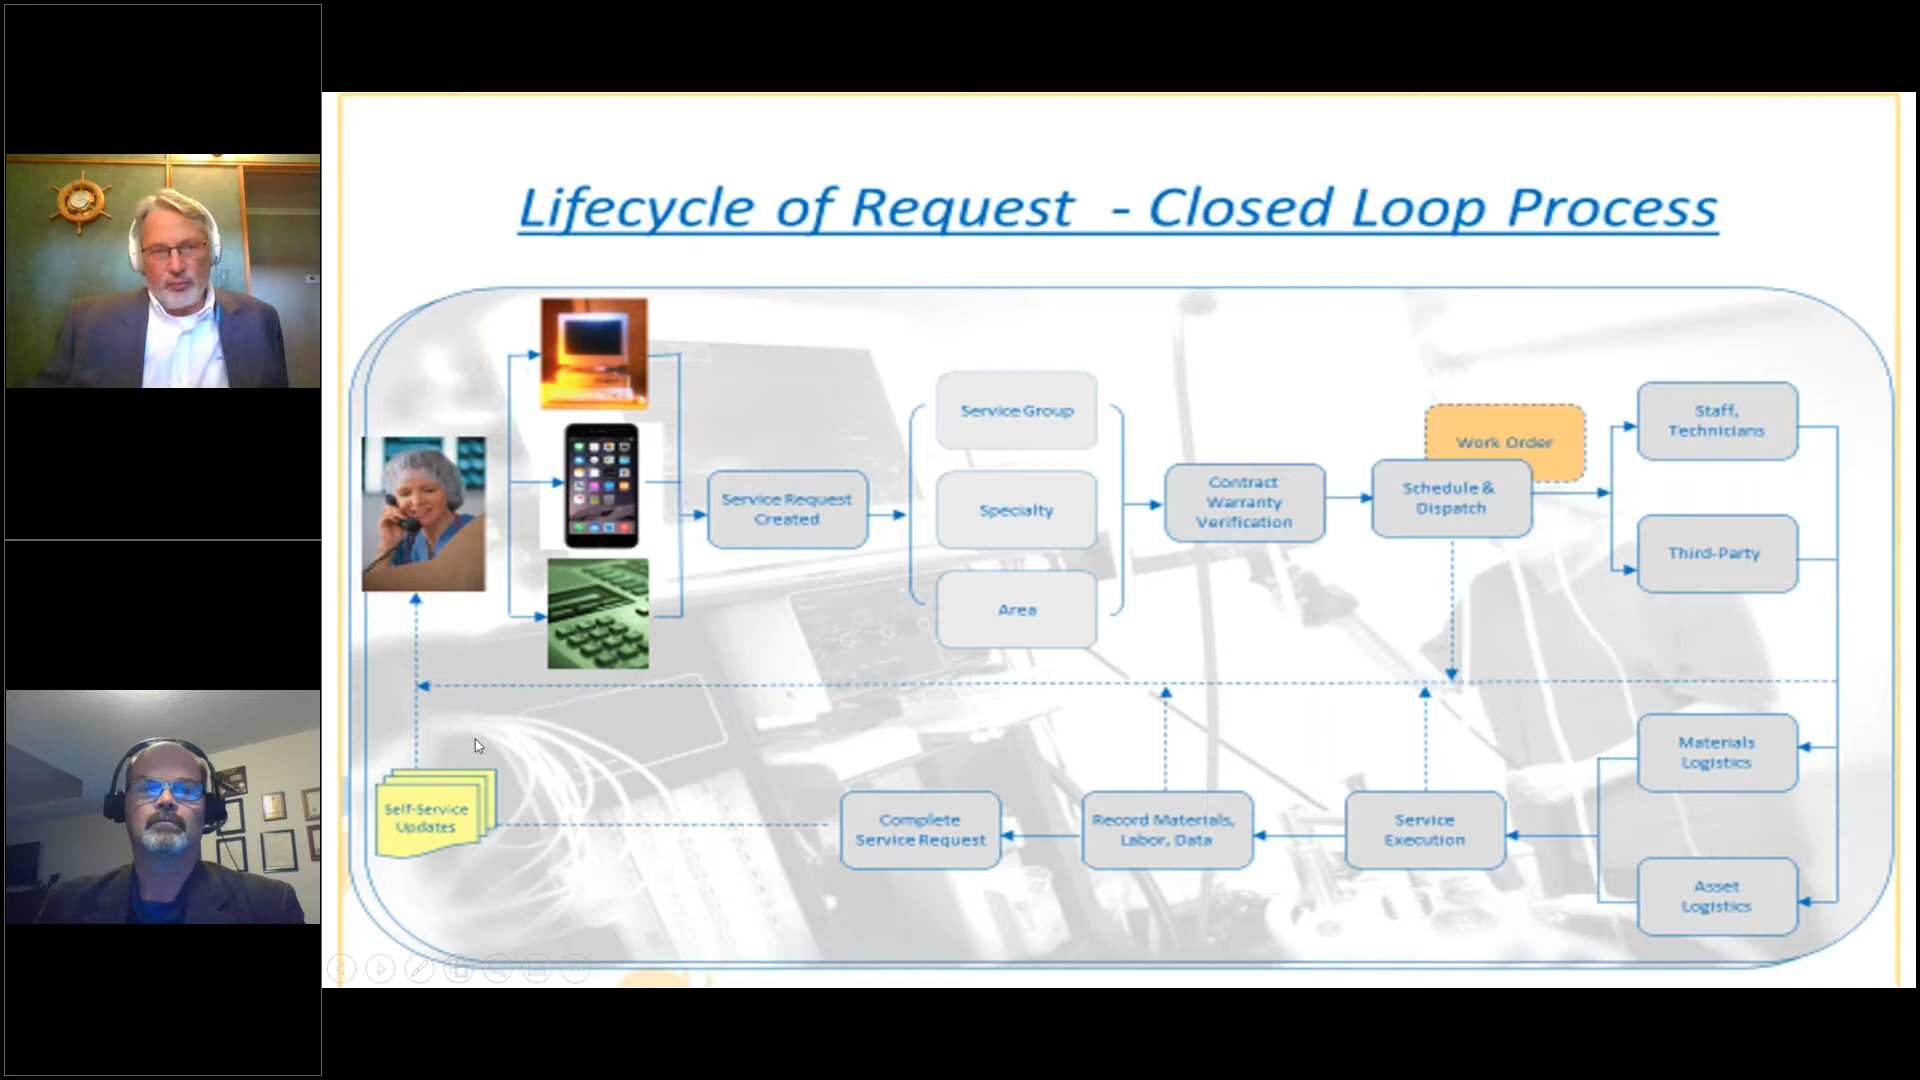 Lifecycle of Request - Closed Loop Process
Service Request
Created
Service Group
Specialty
Area
Contract
Warranty
Verification
Work Order
Schedule &
Dispatch
Staff,
Technicians
Third-Party
Materials
Logistics
Asset
Logistics
Service
Execution
Record Materials,
Labor, Data
Complete
Service Request
Self-Service
Updates